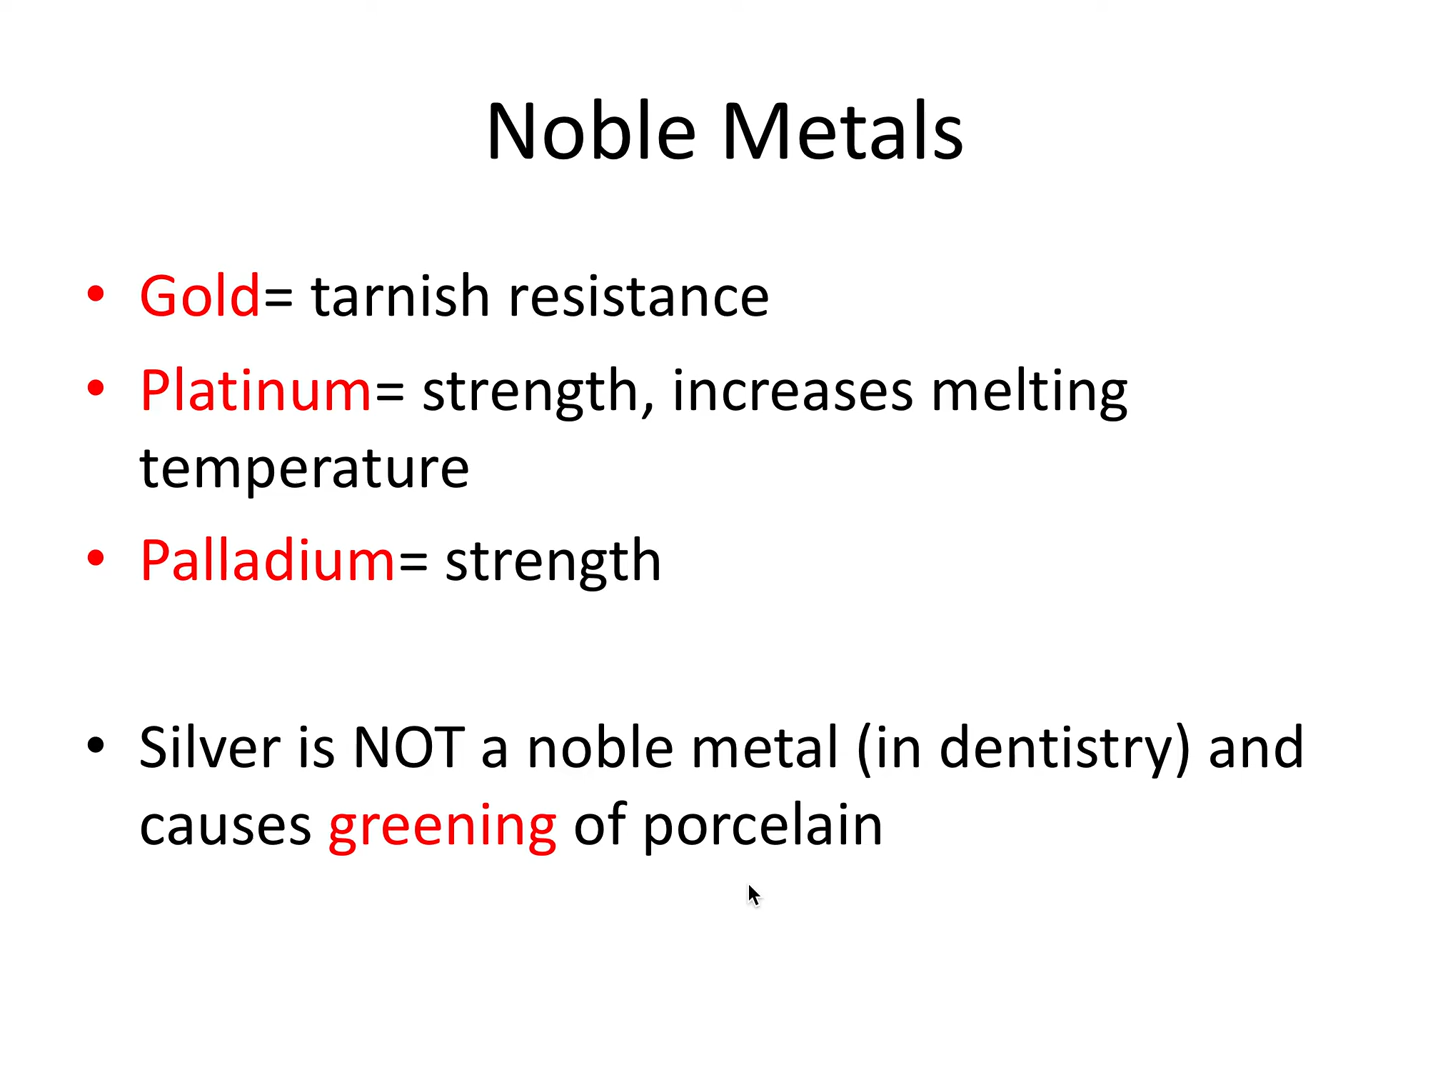 Noble Metals
• Gold= tarnish resistance
• Platinum= strength, increases melting
temperature
• Palladium= strength
• Silver is NOT a noble metal (in dentistry) and
causes greening of porcelain